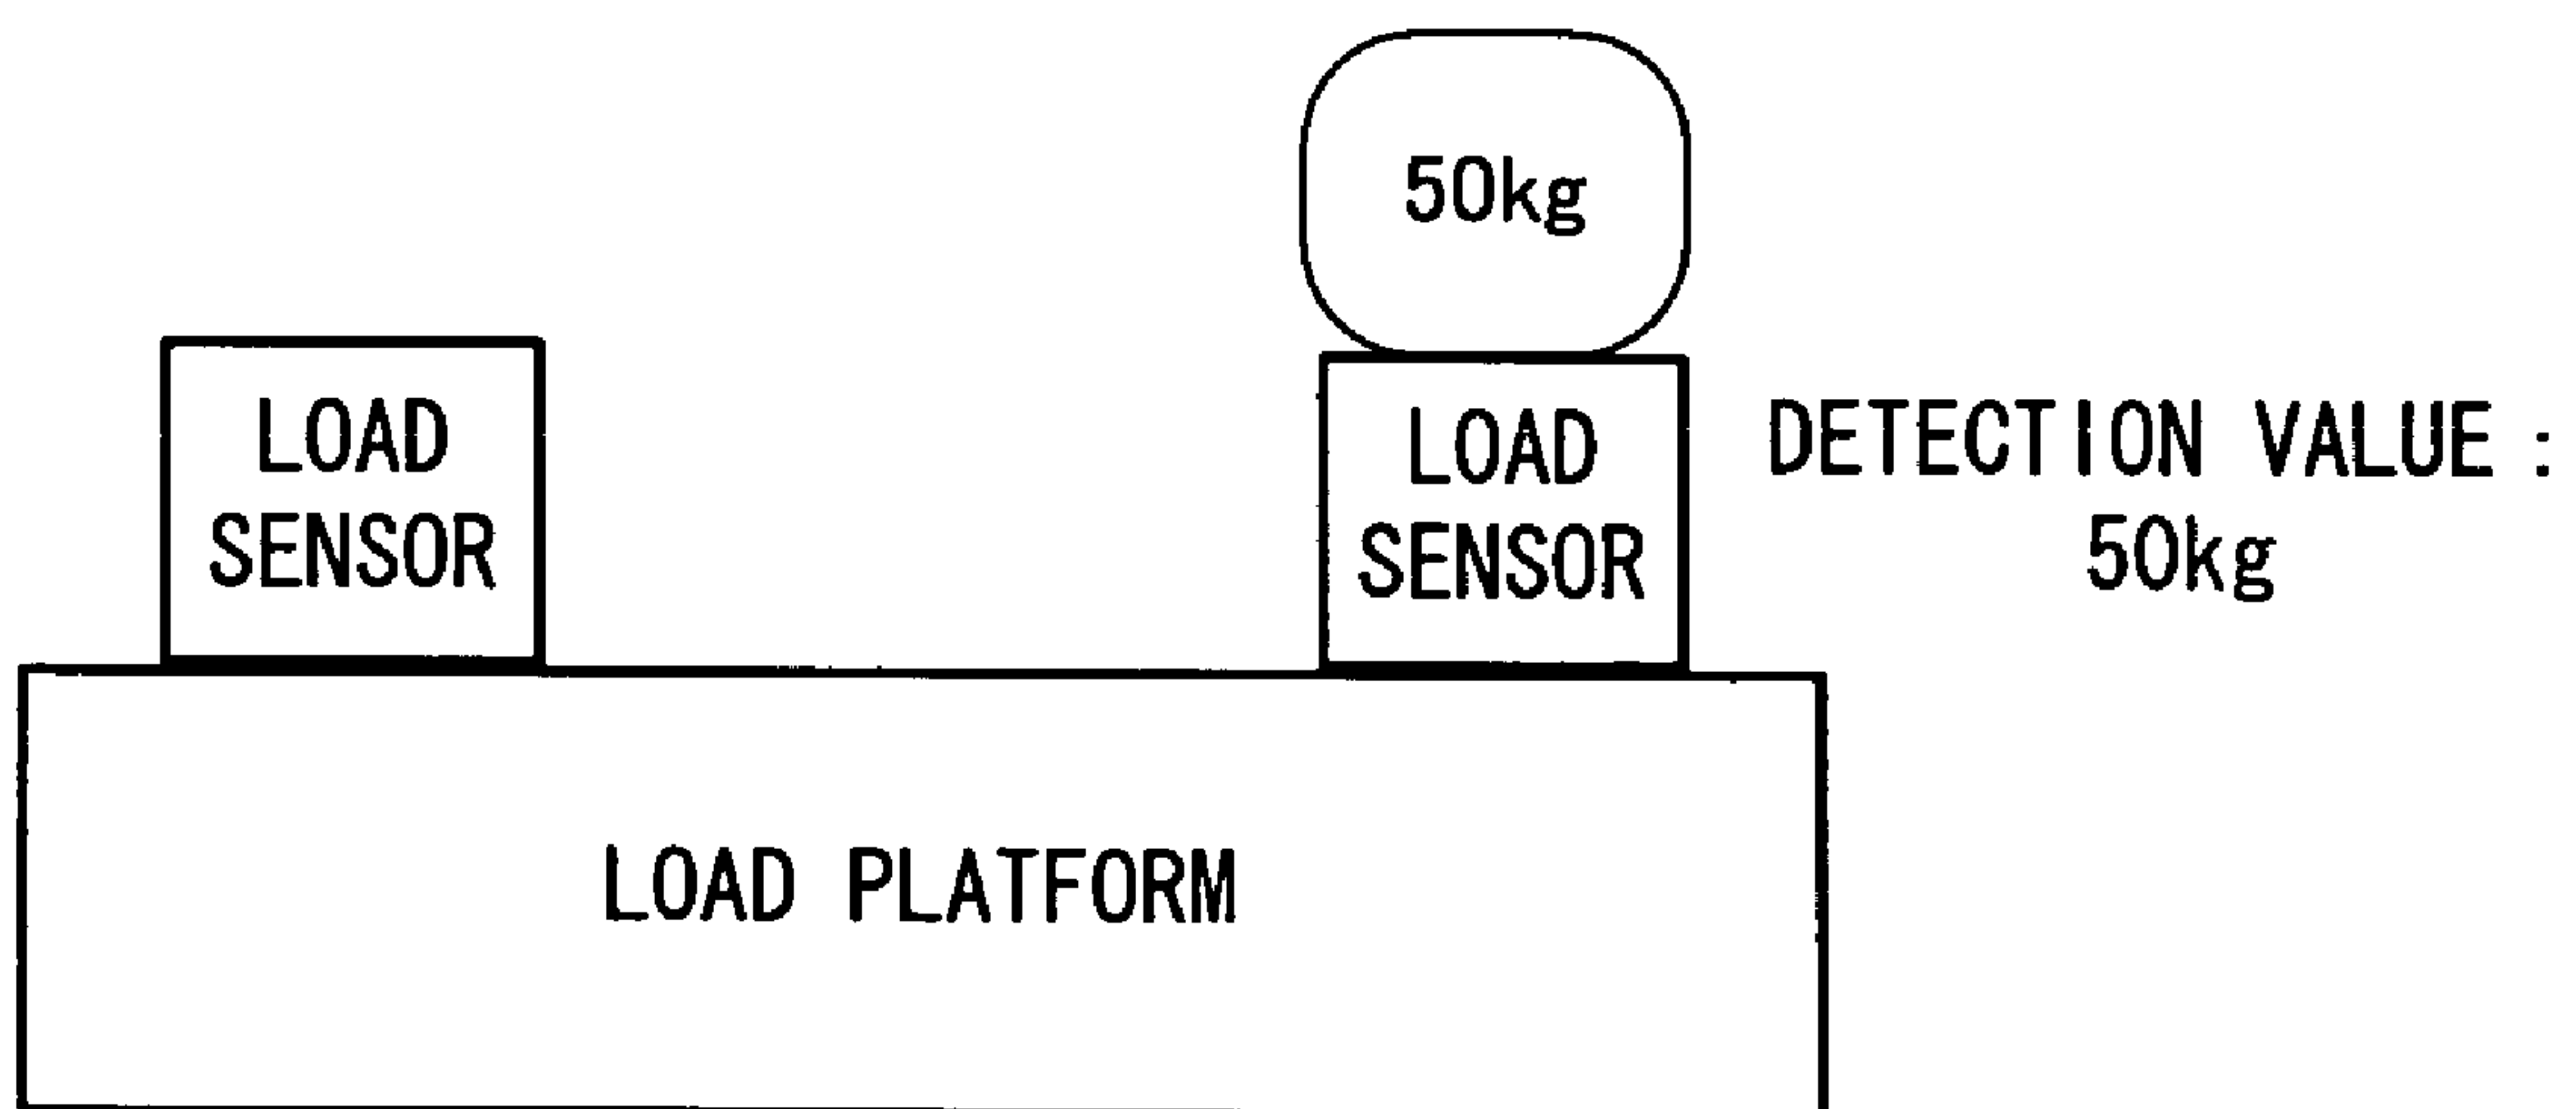 50kg
LOAD
SENSOR
LOAD
SENSOR
DETECTION VALUE :
50kg
LOAD PLATFORM